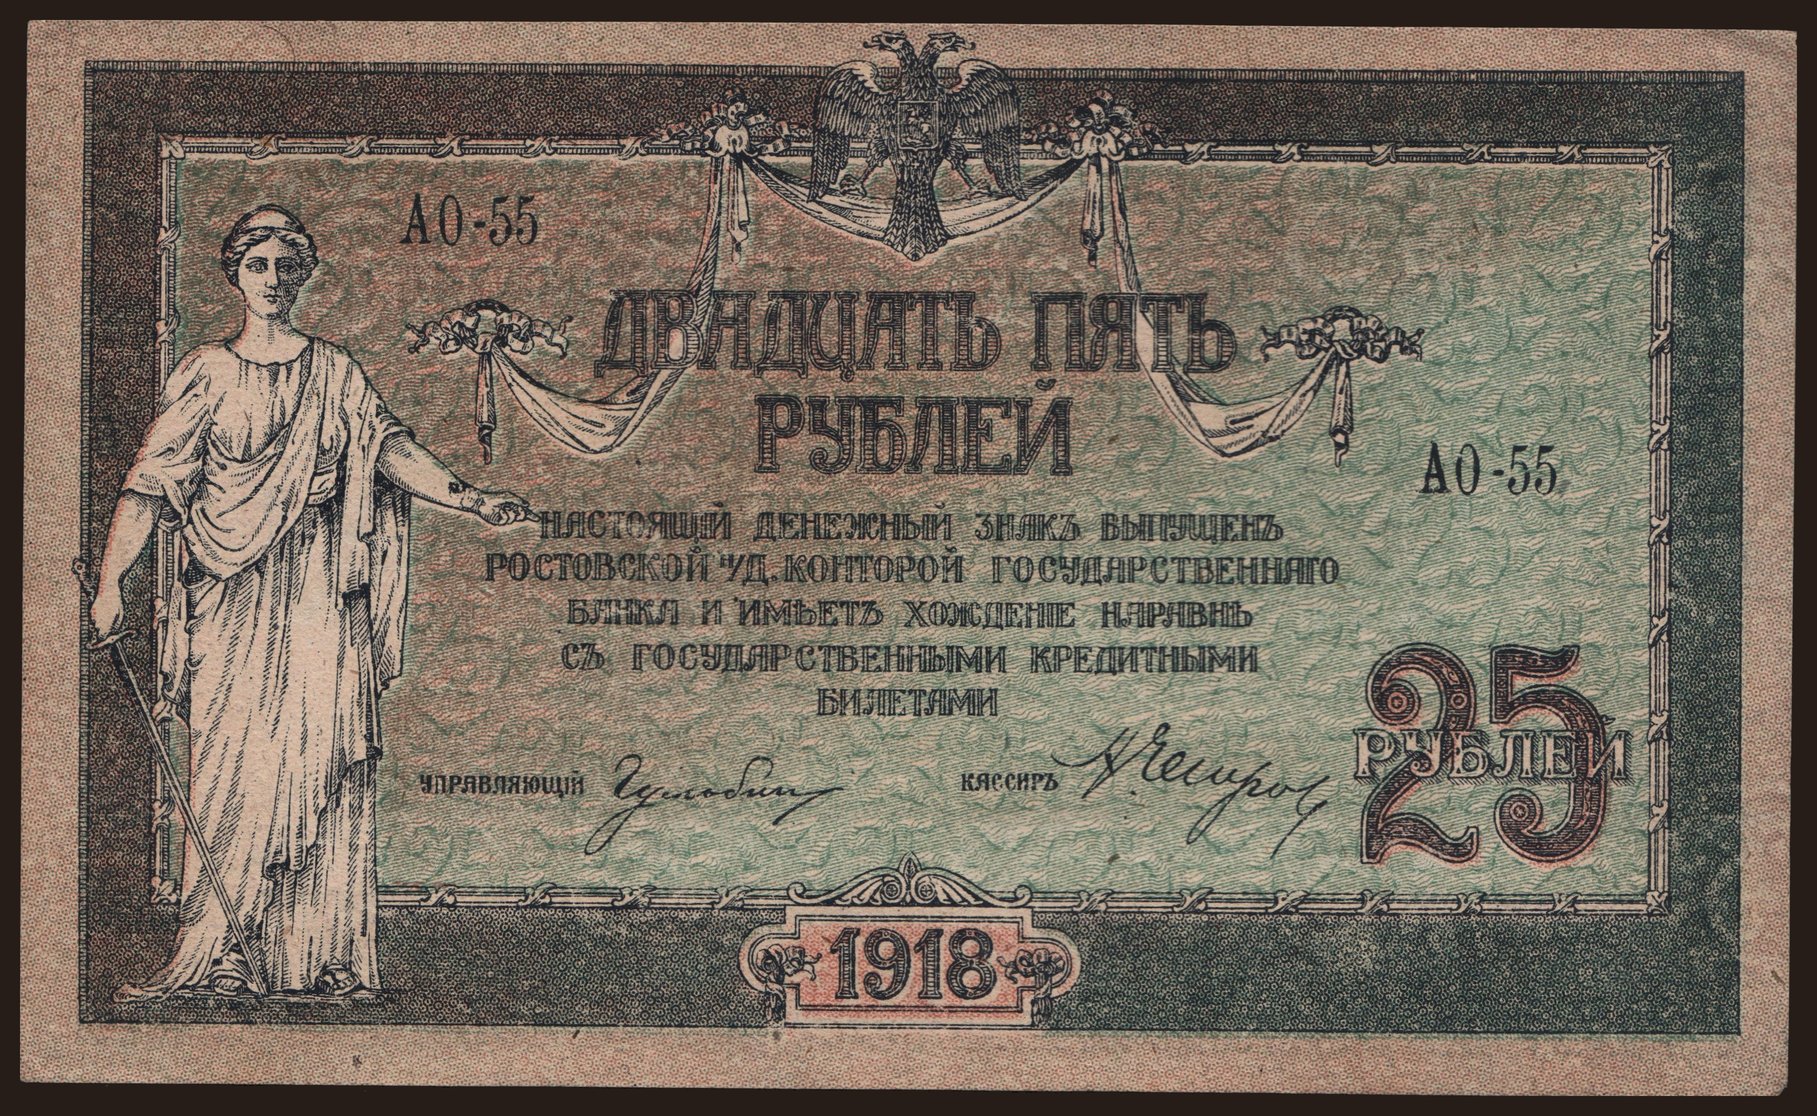 АО-55
ДВАДЦАТЬ ПЯТЬ
РУБЛЕЙ
АО-55
НАСТОЯЩІЙ ДЕНЕЖНЫЙ ЗНАКЪ ВЫПУЩЕНЪ
РОСТОВСКОЙ н/Д. КОНТОРОЙ ГОСУДАРСТВЕННАГО
БАНКА И ИМѢЕТЪ ХОЖДЕНІЕ НАРАВНѢ
СЪ ГОСУДАРСТВЕННЫМИ КРЕДИТНЫМИ
БИЛЕТАМИ
25
РУБЛЕЙ
УПРАВЛЯЮЩІЙ
КАССИРЪ
1918